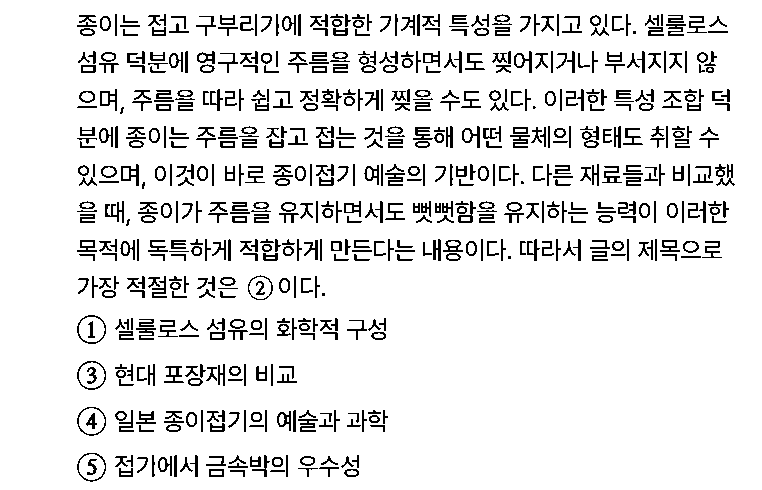 종이는 접고 구부리기에 적합한 기계적 특성을 가지고 있다. 셀룰로스
섬유 덕분에 영구적인 주름을 형성하면서도 찢어지거나 부서지지 않
으며, 주름을 따라 쉽고 정확하게 찢을 수도 있다. 이러한 특성 조합 덕
분에 종이는 주름을 잡고 접는 것을 통해 어떤 물체의 형태도 취할 수
있으며, 이것이 바로 종이접기 예술의 기반이다. 다른 재료들과 비교했
을 때, 종이가 주름을 유지하면서도 뻣뻣함을 유지하는 능력이 이러한
목적에 독특하게 적합하게 만든다는 내용이다. 따라서 글의 제목으로
가장 적절한 것은 ②이다.
① 셀룰로스 섬유의 화학적 구성
③ 현대 포장재의 비교
④ 일본 종이접기의 예술과 과학
⑤ 접기에서 금속박의 우수성